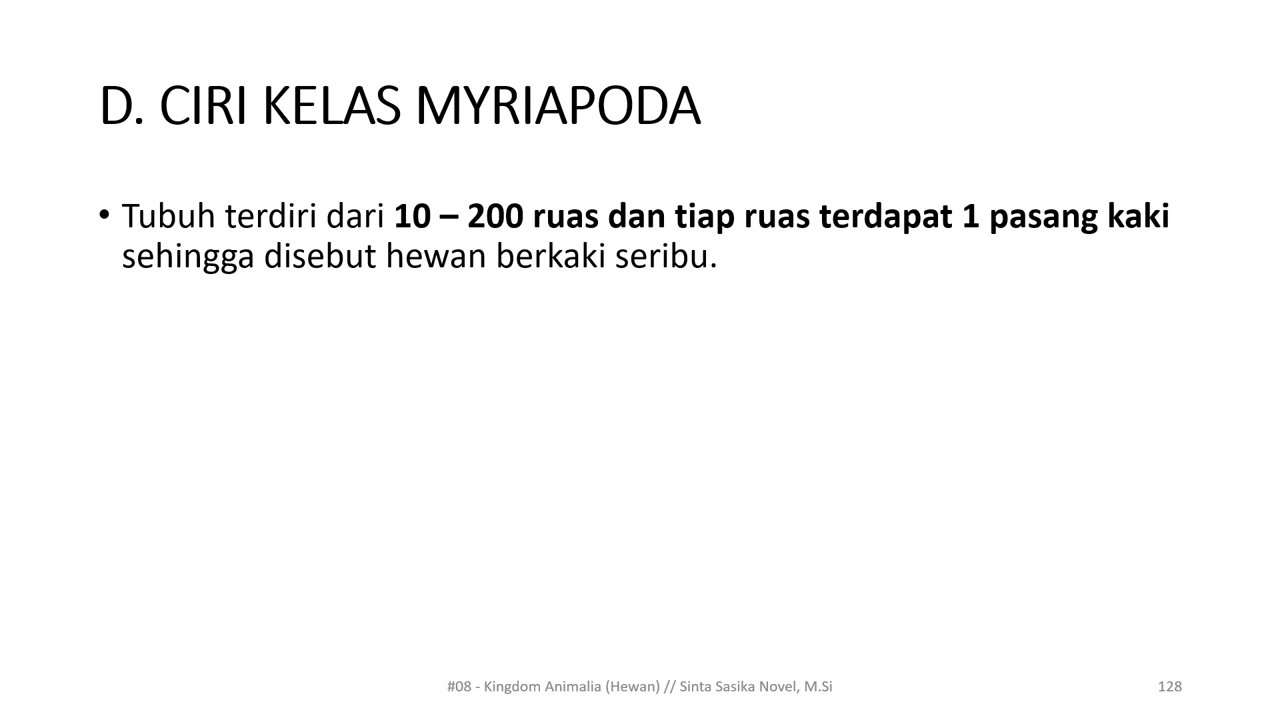 D. CIRI KELAS MYRIAPODA
• Tubuh terdiri dari 10 – 200 ruas dan tiap ruas terdapat 1 pasang kaki
sehingga disebut hewan berkaki seribu.
#08 - Kingdom Animalia (Hewan) // Sinta Sasika Novel, M.Si
128